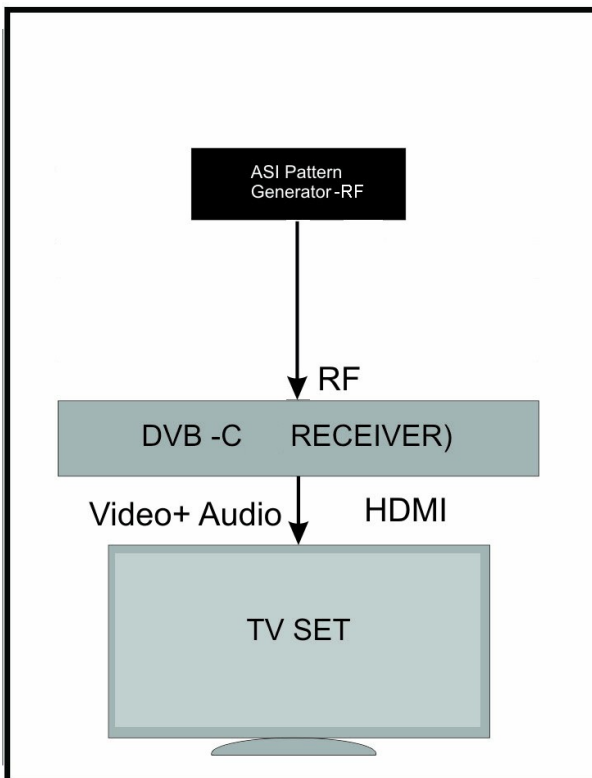 ASI Pattern
Generator-RF
RF
DVB -C RECEIVER)
Video+ Audio HDMI
TV SET